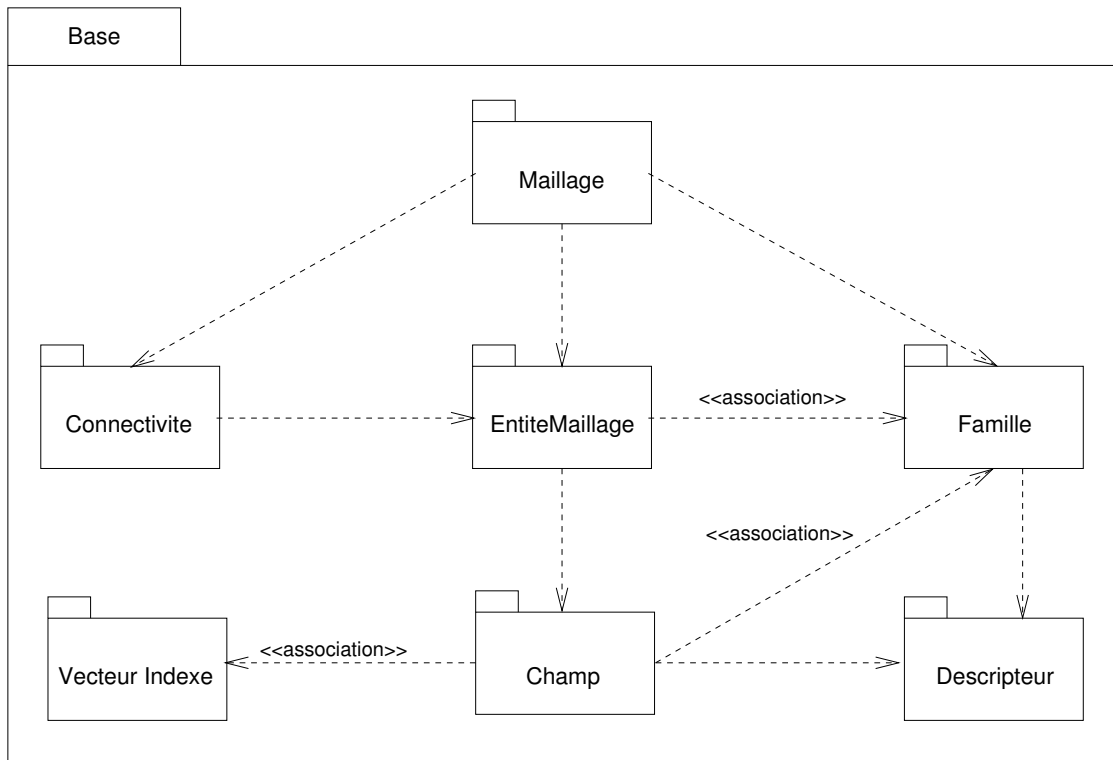 Base
Maillage
Connectivite
EntiteMaillage
<<association>>
Famille
<<association>>
Vecteur Indexe
<<association>>
Champ
Descripteur